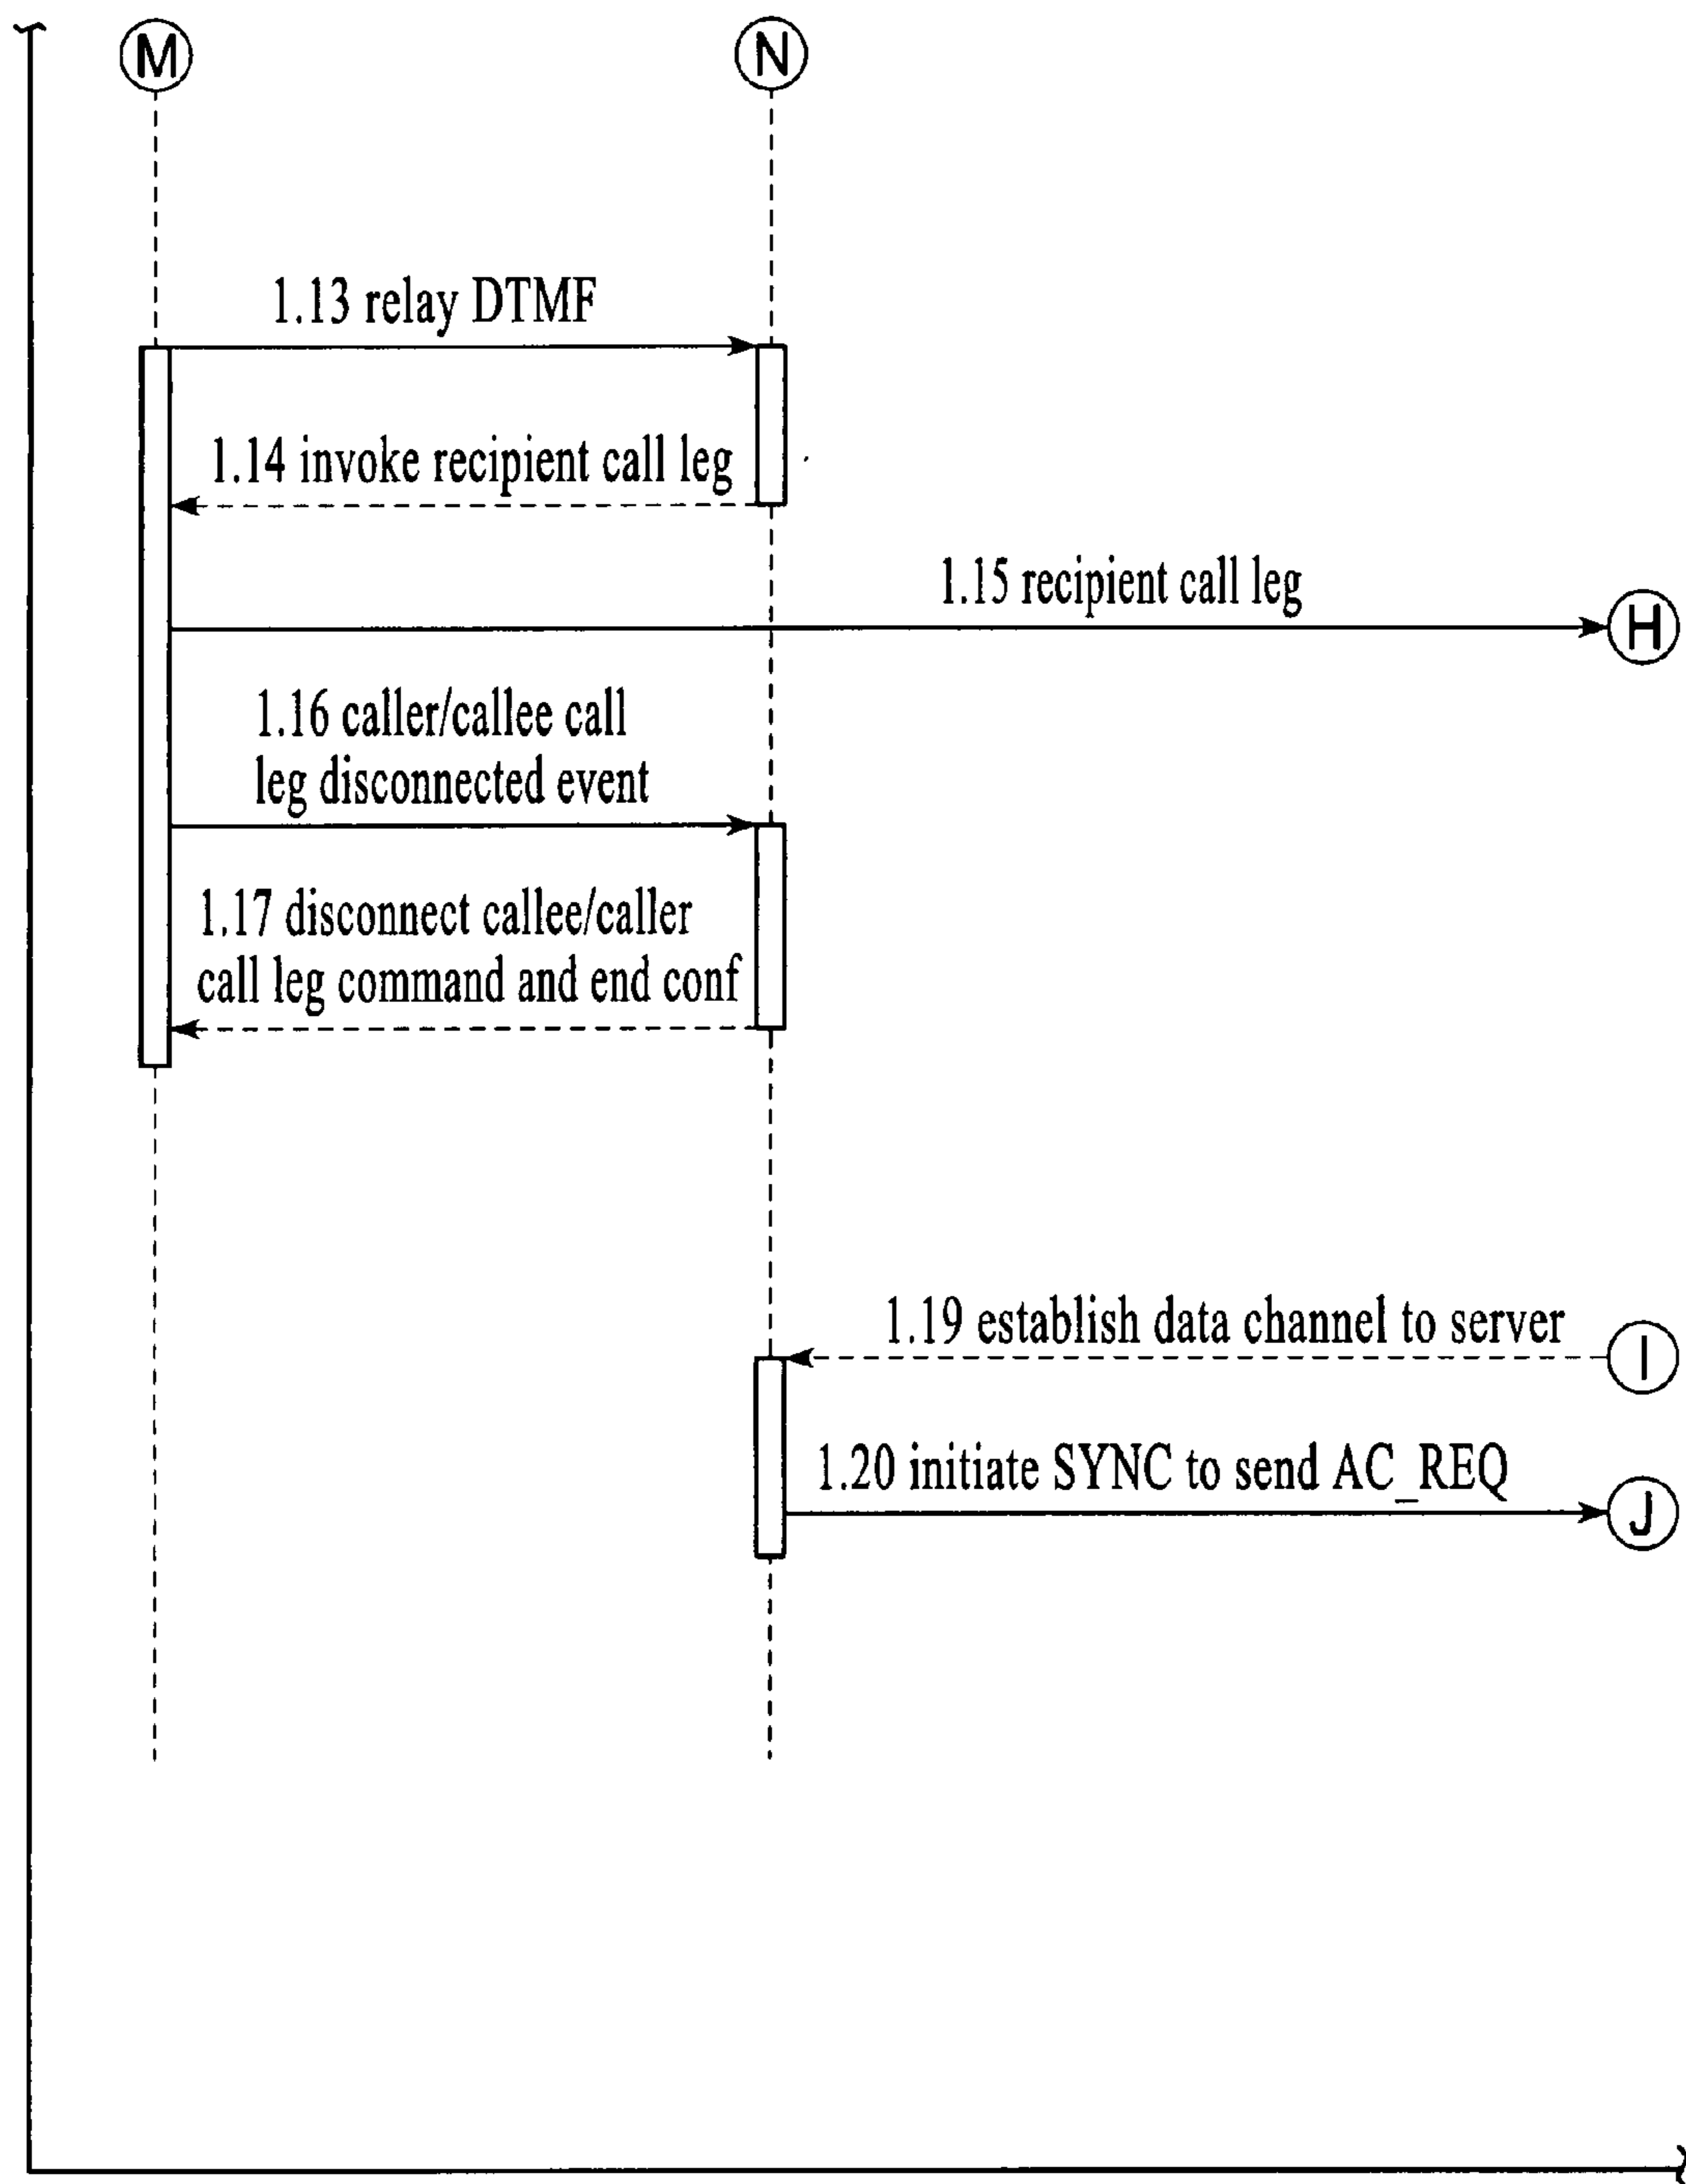 M
N
1.13 relay DTMF
1.14 invoke recipient call leg
1.15 recipient call leg
H
1.16 caller/callee call
leg disconnected event
1.17 disconnect callee/caller
call leg command and end conf
1.19 establish data channel to server
I
1.20 initiate SYNC to send AC_REQ
J